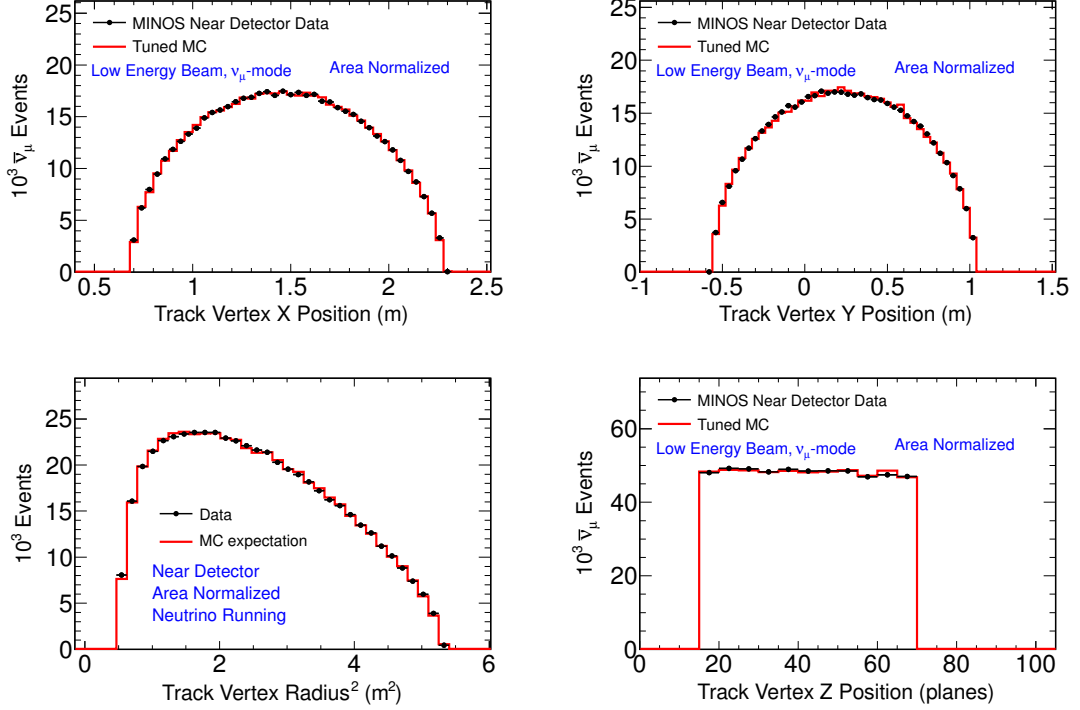 MINOS Near Detector Data
Tuned MC
Low Energy Beam, νμ-mode
Area Normalized
10³ ν̄μ Events
25
20
15
10
5
0
0.5
1
1.5
2
2.5
Track Vertex X Position (m)
MINOS Near Detector Data
Tuned MC
Low Energy Beam, νμ-mode
Area Normalized
10³ ν̄μ Events
25
20
15
10
5
0
-1
-0.5
0
0.5
1
1.5
Track Vertex Y Position (m)
10³ Events
25
20
15
10
5
0
Data
MC expectation
Near Detector
Area Normalized
Neutrino Running
0
2
4
6
Track Vertex Radius² (m²)
MINOS Near Detector Data
Tuned MC
Low Energy Beam, νμ-mode
Area Normalized
10³ ν̄μ Events
60
40
20
0
0
20
40
60
80
100
Track Vertex Z Position (planes)